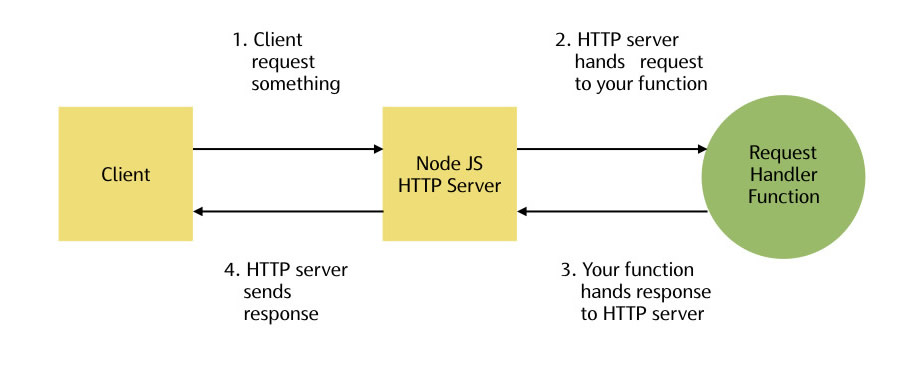 1. Client
request
something
2. HTTP server
hands request
to your function
Client
Node JS
HTTP Server
Request
Handler
Function
4. HTTP server
sends
response
3. Your function
hands response
to HTTP server